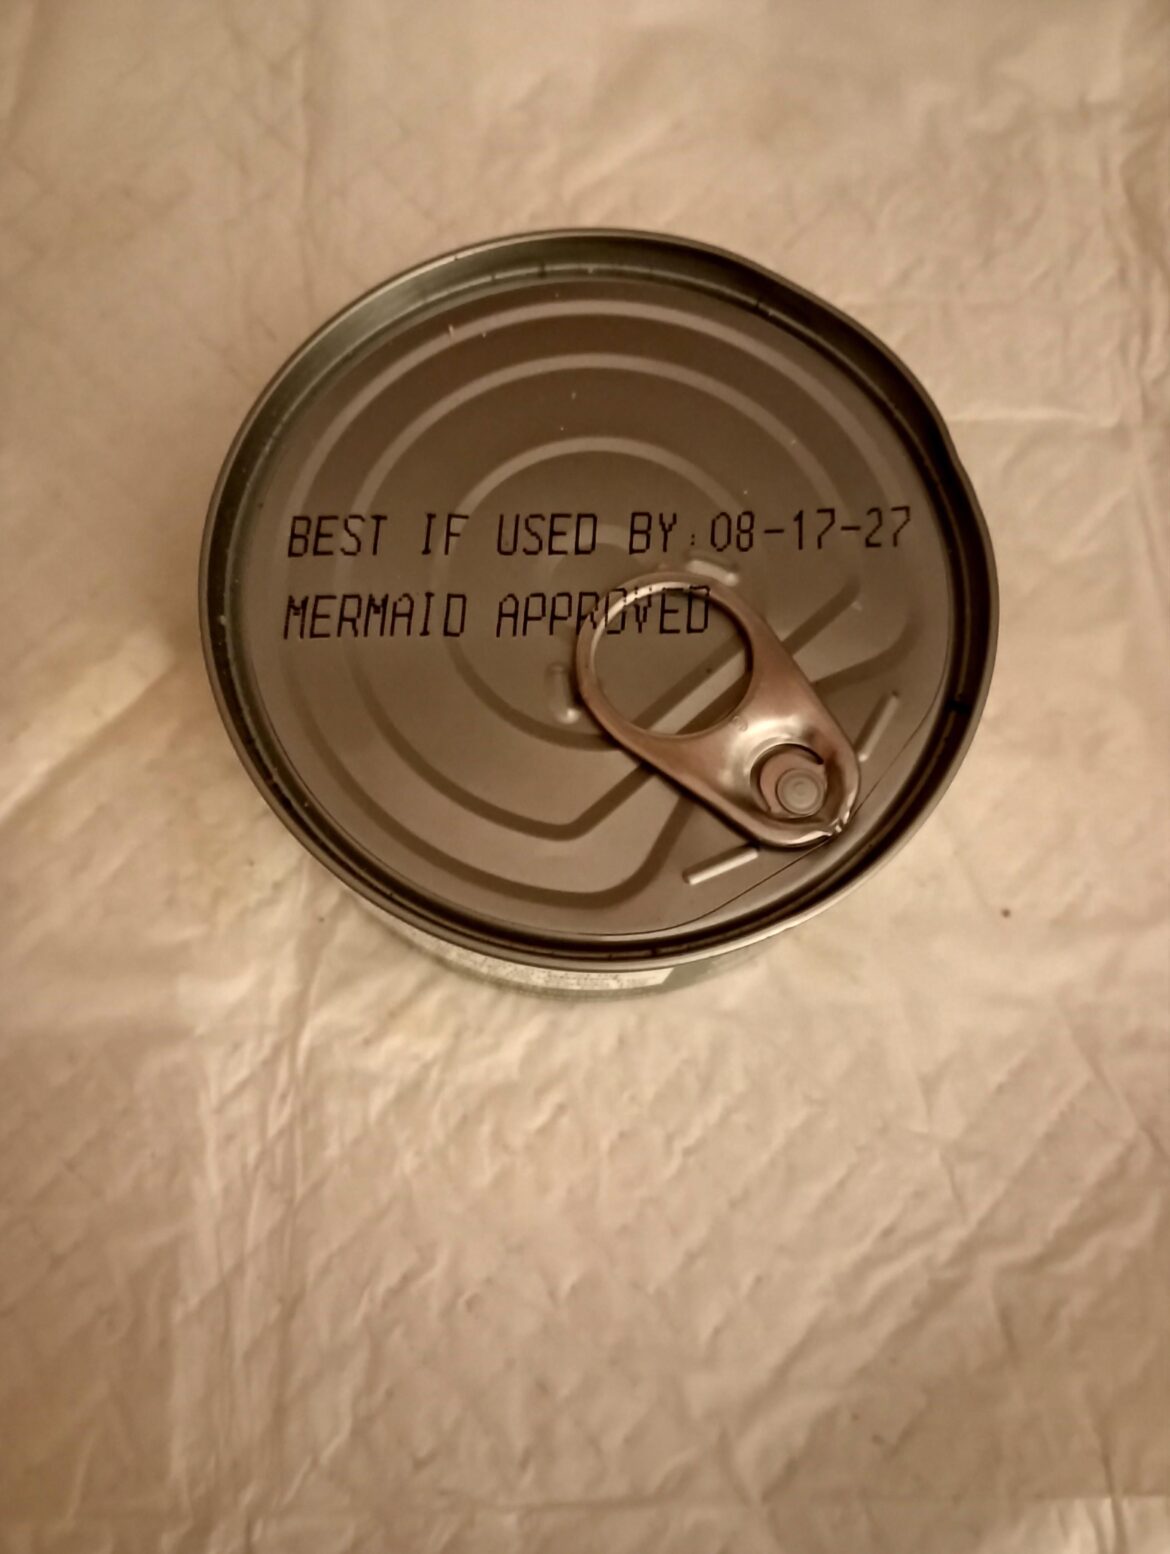 BEST IF USED BY:08-17-27
MERMAID APPROVED